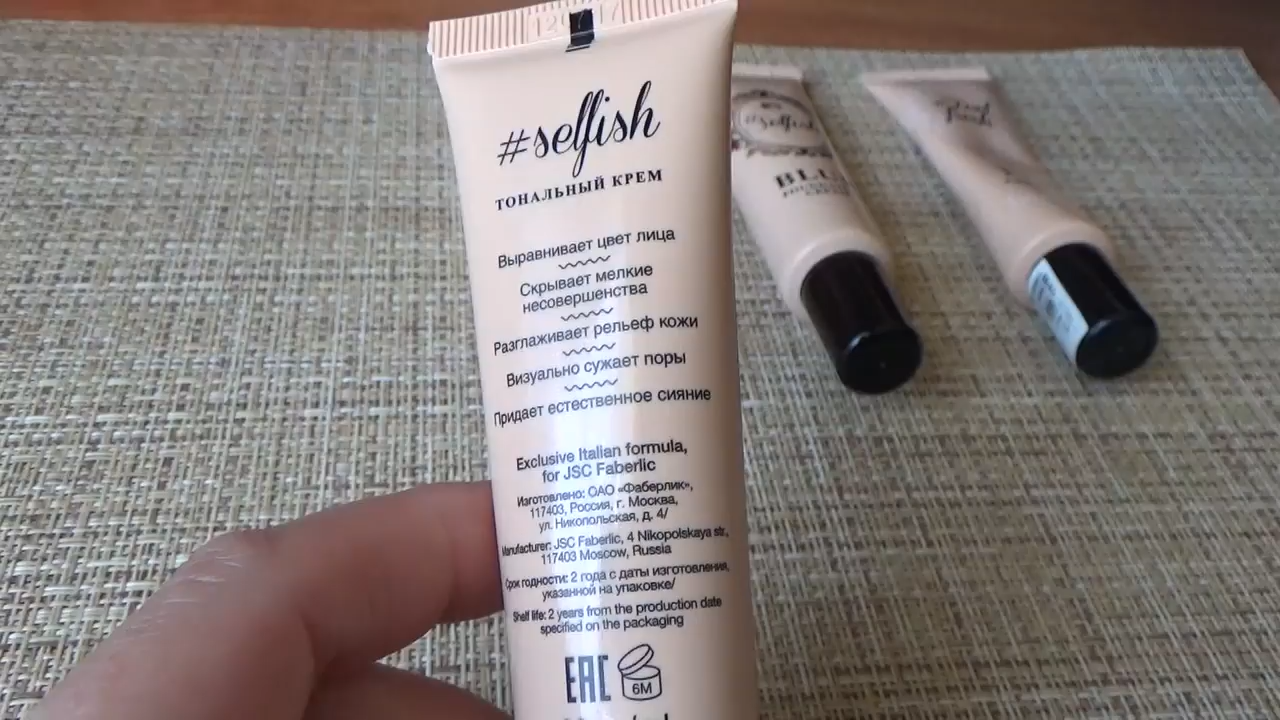 #selfish
ТОНАЛЬНЫЙ КРЕМ
Выравнивает цвет лица
Скрывает мелкие
несовершенства
Разглаживает рельеф кожи
Визуально сужает поры
Придает естественное сияние
Exclusive Italian formula,
for JSC Faberlic
Изготовлено: ОАО «Фаберлик»,
117403, Россия, г. Москва,
ул. Никопольская, д. 4/
Manufacturer: JSC Faberlic, 4 Nikopolskaya str.,
117403 Moscow, Russia
Срок годности: 2 года с даты изготовления,
указанной на упаковке/
Shelf life: 2 years from the production date
specified on the packaging
EAC
6M
#selfish